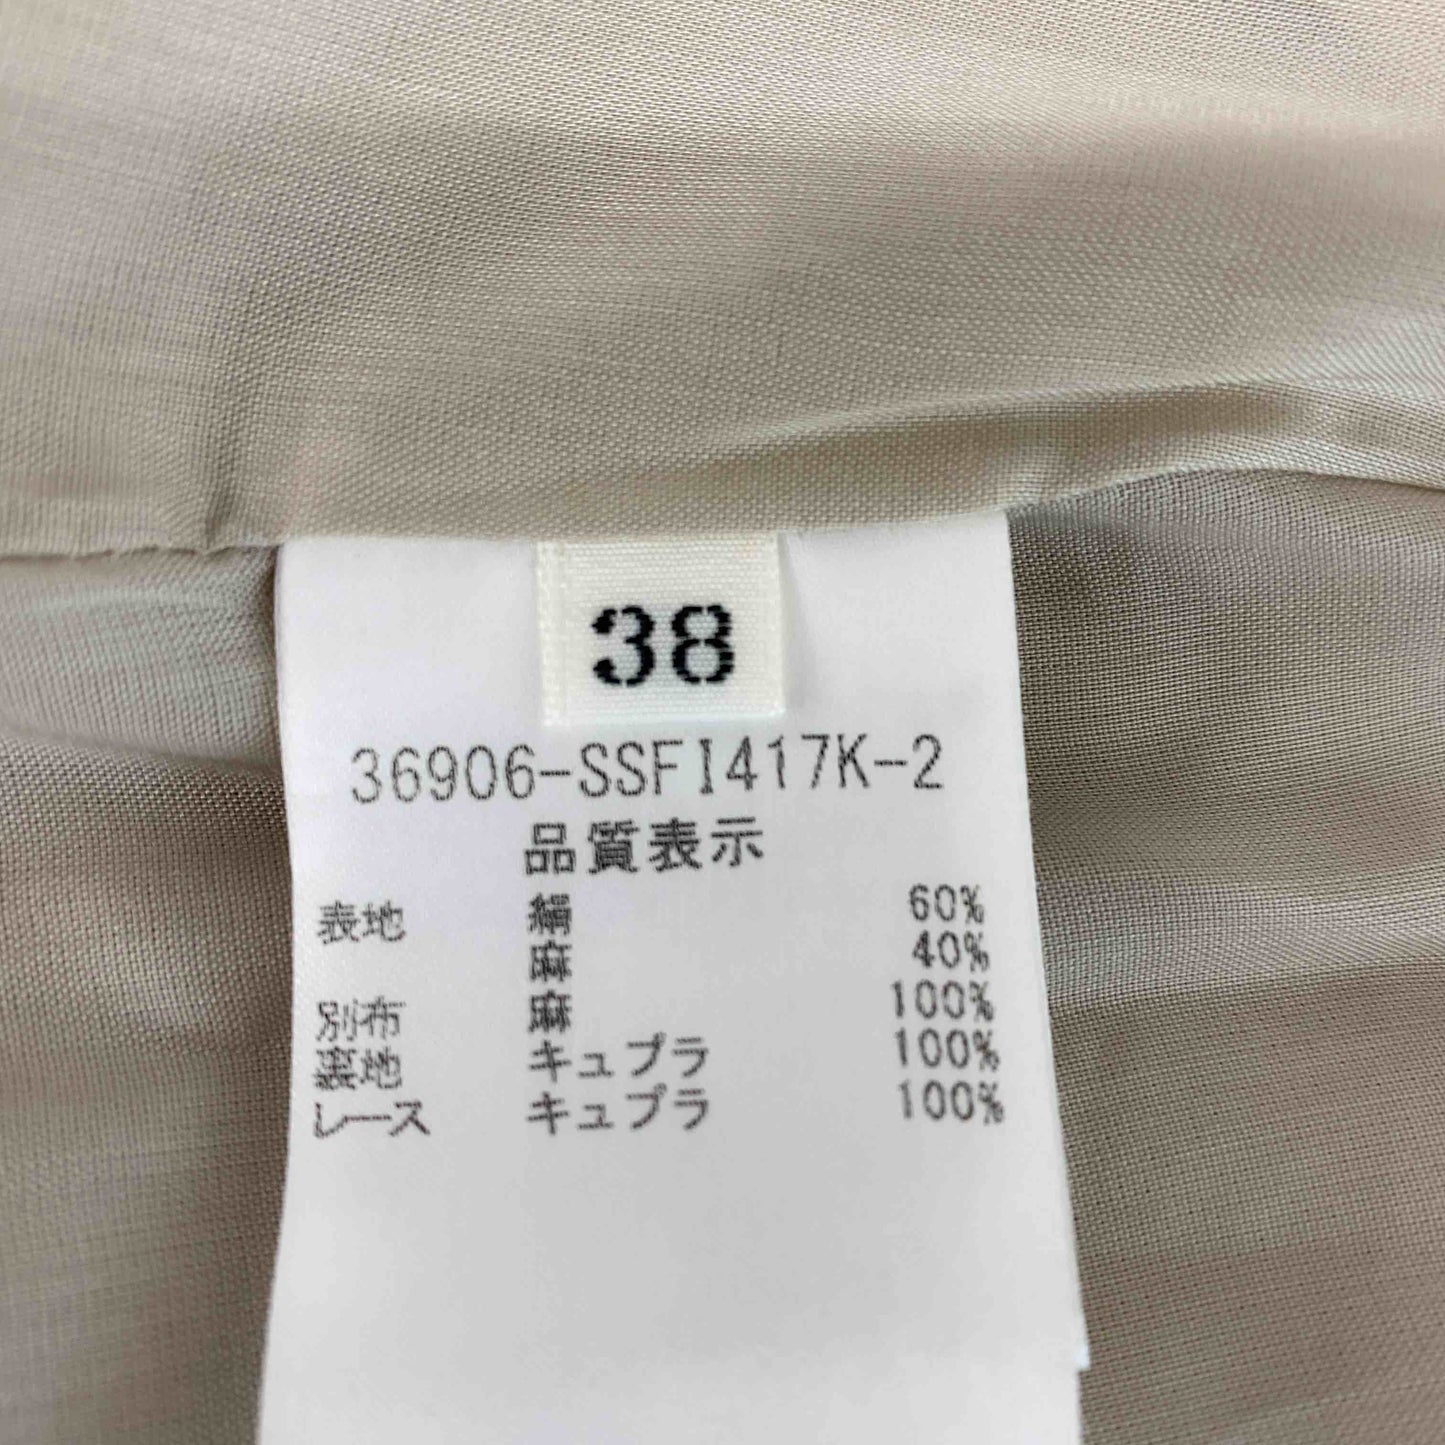 38
36906-SSFI417K-2
品質表示
表地 絹 60%
麻 40%
別布 麻 100%
裏地 キュプラ 100%
レース キュプラ 100%